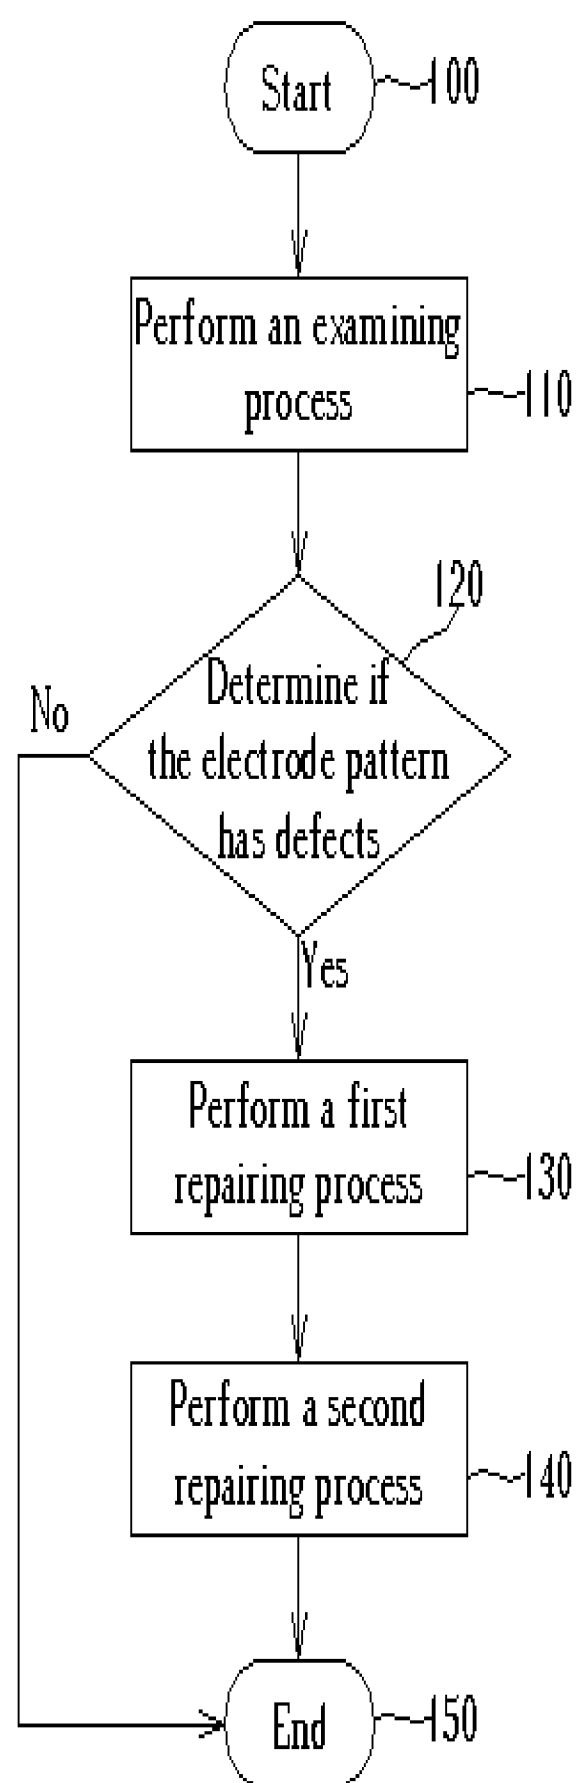 Start
100
Perform an examining
process
110
120
Determine if
the electrode pattern
has defects
No
Yes
Perform a first
repairing process
130
Perform a second
repairing process
140
End
150